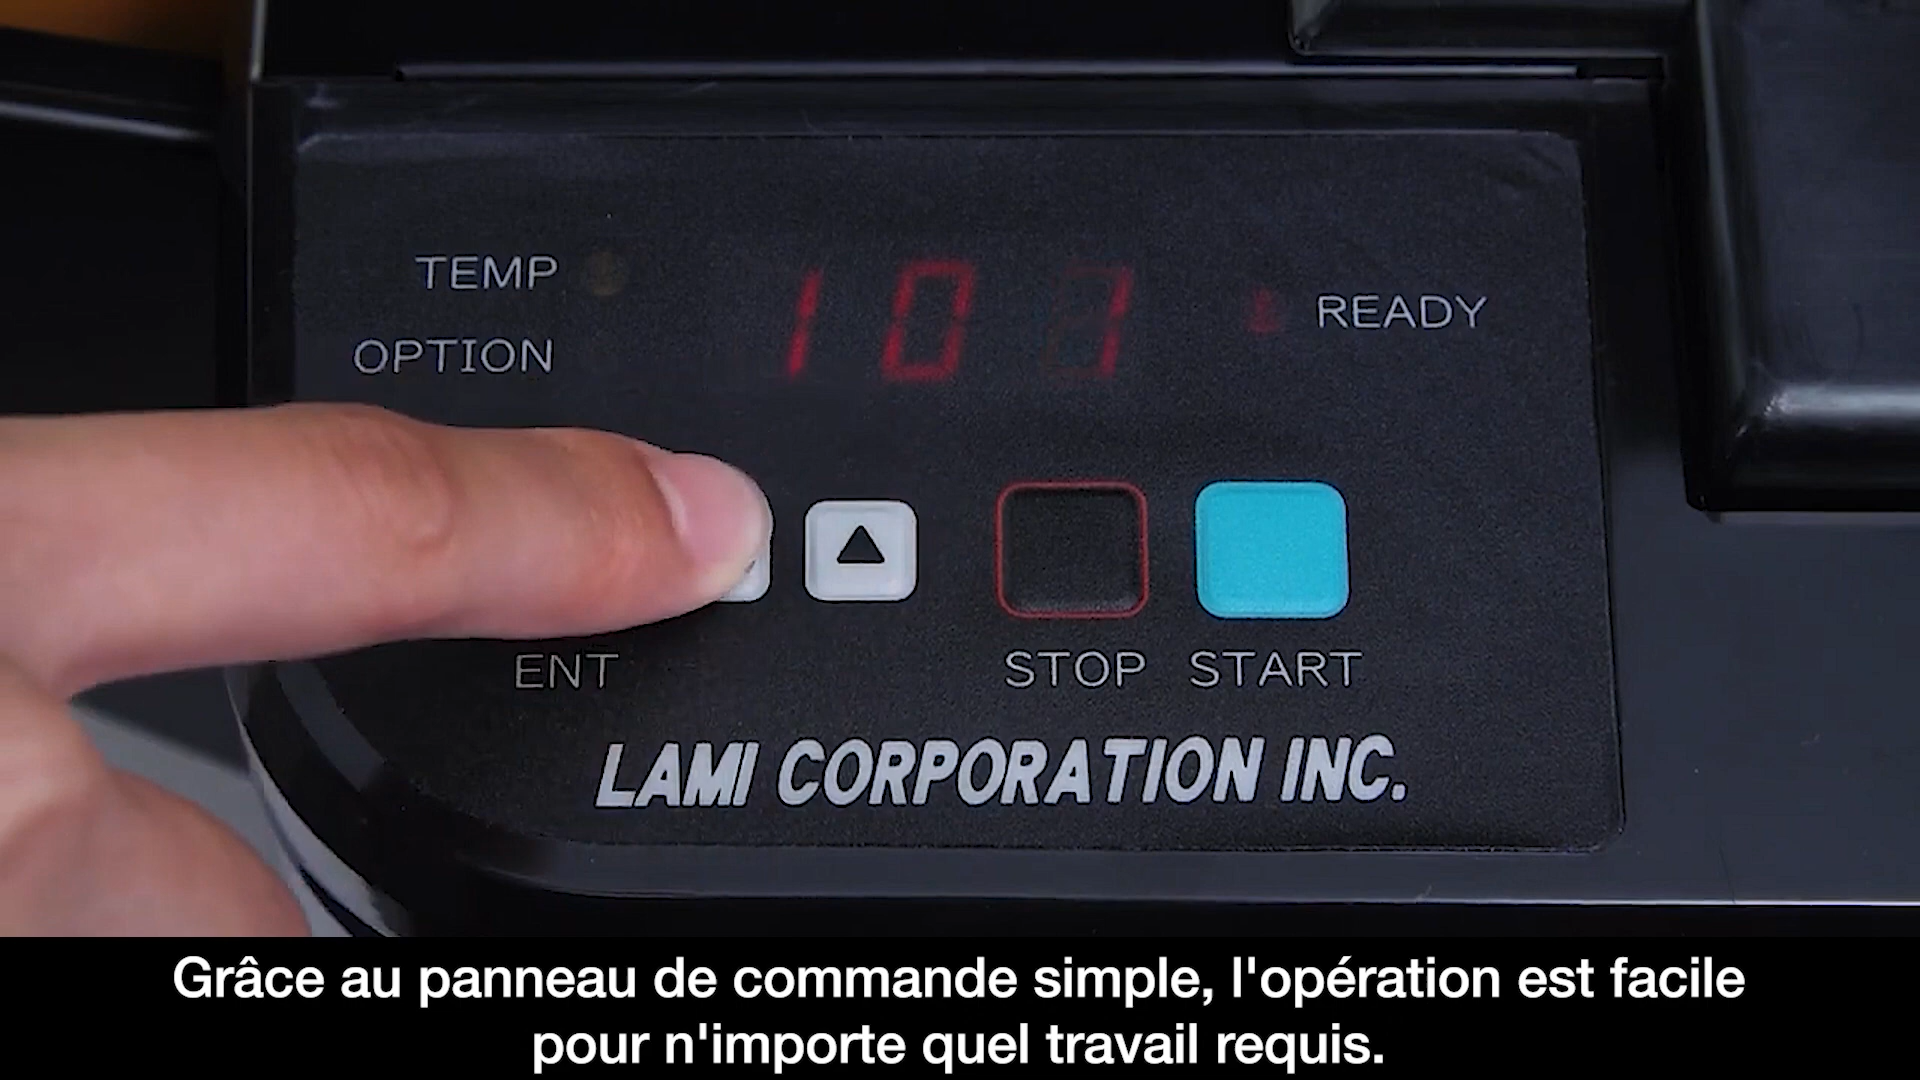 TEMP
OPTION
101
READY
ENT
STOP START
LAMI CORPORATION INC.
Grâce au panneau de commande simple, l'opération est facile
pour n'importe quel travail requis.